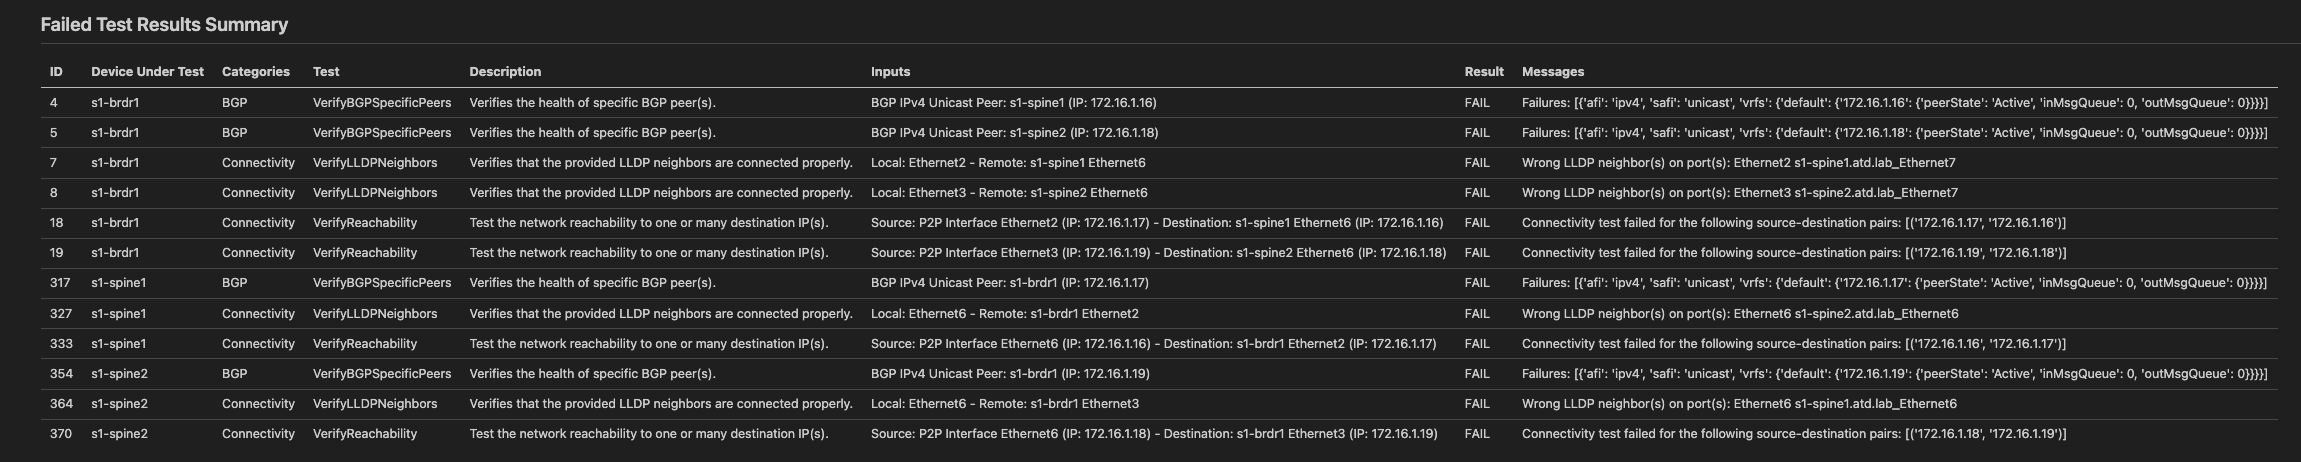 Failed Test Results Summary
ID Device Under Test Categories Test Description Inputs Result Messages
4 s1-brdr1 BGP VerifyBGPSpecificPeers Verifies the health of specific BGP peer(s). BGP IPv4 Unicast Peer: s1-spine1 (IP: 172.16.1.16) FAIL Failures: [{'afi': 'ipv4', 'safi': 'unicast', 'vrfs': {'default': {'172.16.1.16': {'peerState': 'Active', 'inMsgQueue': 0, 'outMsgQueue': 0}}}}]
5 s1-brdr1 BGP VerifyBGPSpecificPeers Verifies the health of specific BGP peer(s). BGP IPv4 Unicast Peer: s1-spine2 (IP: 172.16.1.18) FAIL Failures: [{'afi': 'ipv4', 'safi': 'unicast', 'vrfs': {'default': {'172.16.1.18': {'peerState': 'Active', 'inMsgQueue': 0, 'outMsgQueue': 0}}}}]
7 s1-brdr1 Connectivity VerifyLLDPNeighbors Verifies that the provided LLDP neighbors are connected properly. Local: Ethernet2 - Remote: s1-spine1 Ethernet6 FAIL Wrong LLDP neighbor(s) on port(s): Ethernet2 s1-spine1.atd.lab_Ethernet7
8 s1-brdr1 Connectivity VerifyLLDPNeighbors Verifies that the provided LLDP neighbors are connected properly. Local: Ethernet3 - Remote: s1-spine2 Ethernet6 FAIL Wrong LLDP neighbor(s) on port(s): Ethernet3 s1-spine2.atd.lab_Ethernet7
18 s1-brdr1 Connectivity VerifyReachability Test the network reachability to one or many destination IP(s). Source: P2P Interface Ethernet2 (IP: 172.16.1.17) - Destination: s1-spine1 Ethernet6 (IP: 172.16.1.16) FAIL Connectivity test failed for the following source-destination pairs: [('172.16.1.17', '172.16.1.16')]
19 s1-brdr1 Connectivity VerifyReachability Test the network reachability to one or many destination IP(s). Source: P2P Interface Ethernet3 (IP: 172.16.1.19) - Destination: s1-spine2 Ethernet6 (IP: 172.16.1.18) FAIL Connectivity test failed for the following source-destination pairs: [('172.16.1.19', '172.16.1.18')]
317 s1-spine1 BGP VerifyBGPSpecificPeers Verifies the health of specific BGP peer(s). BGP IPv4 Unicast Peer: s1-brdr1 (IP: 172.16.1.17) FAIL Failures: [{'afi': 'ipv4', 'safi': 'unicast', 'vrfs': {'default': {'172.16.1.17': {'peerState': 'Active', 'inMsgQueue': 0, 'outMsgQueue': 0}}}}]
327 s1-spine1 Connectivity VerifyLLDPNeighbors Verifies that the provided LLDP neighbors are connected properly. Local: Ethernet6 - Remote: s1-brdr1 Ethernet2 FAIL Wrong LLDP neighbor(s) on port(s): Ethernet6 s1-spine2.atd.lab_Ethernet6
333 s1-spine1 Connectivity VerifyReachability Test the network reachability to one or many destination IP(s). Source: P2P Interface Ethernet6 (IP: 172.16.1.16) - Destination: s1-brdr1 Ethernet2 (IP: 172.16.1.17) FAIL Connectivity test failed for the following source-destination pairs: [('172.16.1.16', '172.16.1.17')]
354 s1-spine2 BGP VerifyBGPSpecificPeers Verifies the health of specific BGP peer(s). BGP IPv4 Unicast Peer: s1-brdr1 (IP: 172.16.1.19) FAIL Failures: [{'afi': 'ipv4', 'safi': 'unicast', 'vrfs': {'default': {'172.16.1.19': {'peerState': 'Active', 'inMsgQueue': 0, 'outMsgQueue': 0}}}}]
364 s1-spine2 Connectivity VerifyLLDPNeighbors Verifies that the provided LLDP neighbors are connected properly. Local: Ethernet6 - Remote: s1-brdr1 Ethernet3 FAIL Wrong LLDP neighbor(s) on port(s): Ethernet6 s1-spine1.atd.lab_Ethernet6
370 s1-spine2 Connectivity VerifyReachability Test the network reachability to one or many destination IP(s). Source: P2P Interface Ethernet6 (IP: 172.16.1.18) - Destination: s1-brdr1 Ethernet3 (IP: 172.16.1.19) FAIL Connectivity test failed for the following source-destination pairs: [('172.16.1.18', '172.16.1.19')]